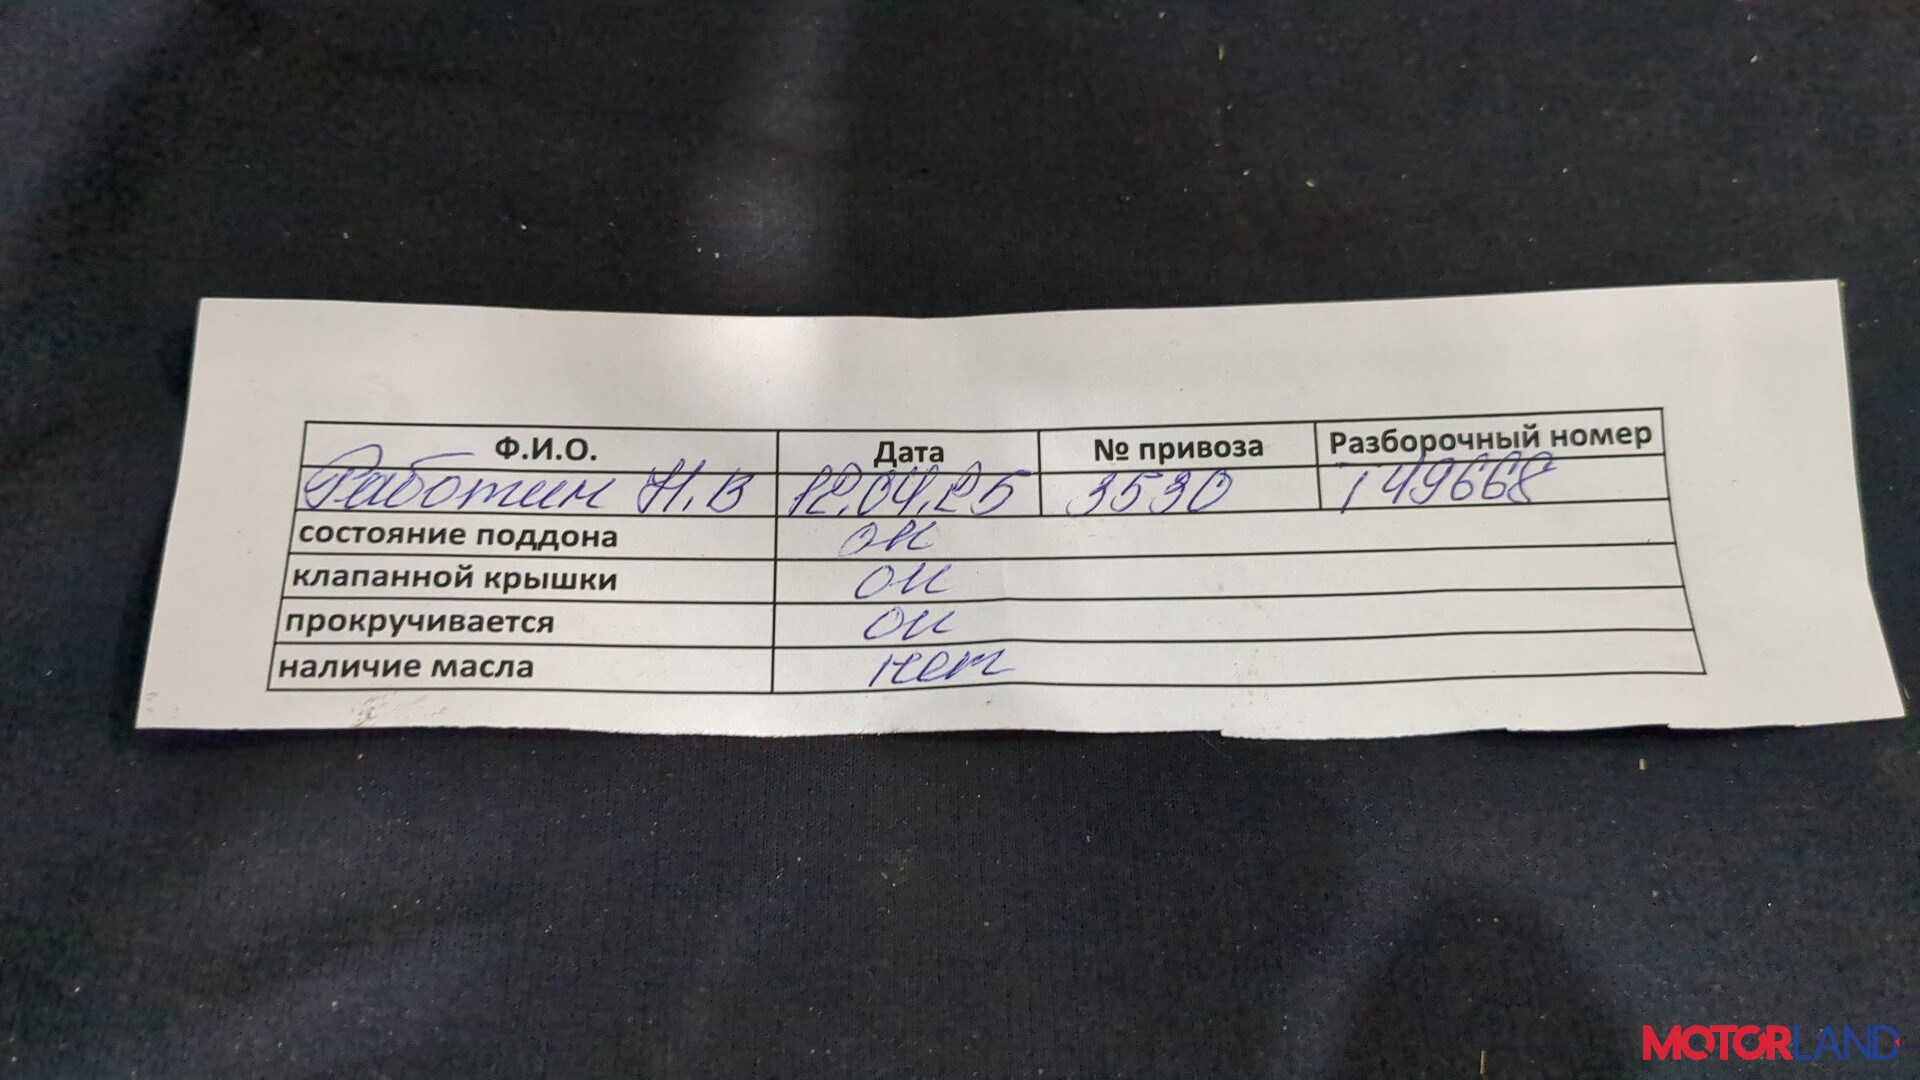 Ф.И.О. Дата № привоза Разборочный номер
Работин Н.В 12.04.25 3530 149668
состояние поддона ок
клапанной крышки ок
прокручивается ок
наличие масла нет
MOTORLAND